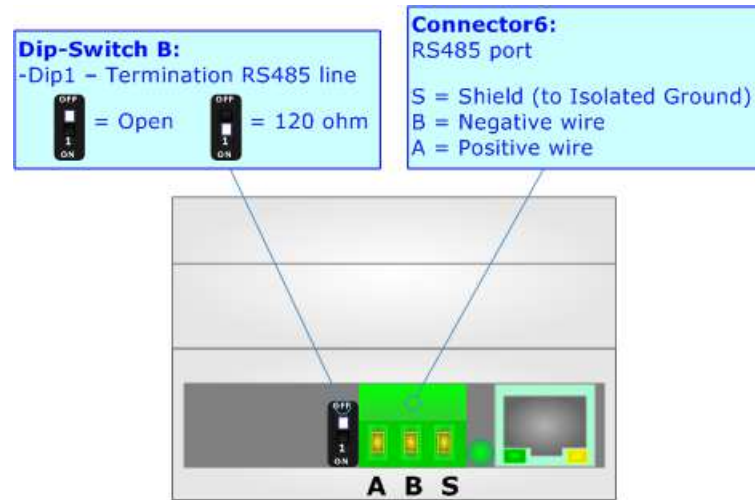 Dip-Switch B:
-Dip1 – Termination RS485 line
OFF
1
ON
= Open
OFF
1
ON
= 120 ohm
Connector6:
RS485 port
S = Shield (to Isolated Ground)
B = Negative wire
A = Positive wire
OFF
1
ON
A B S